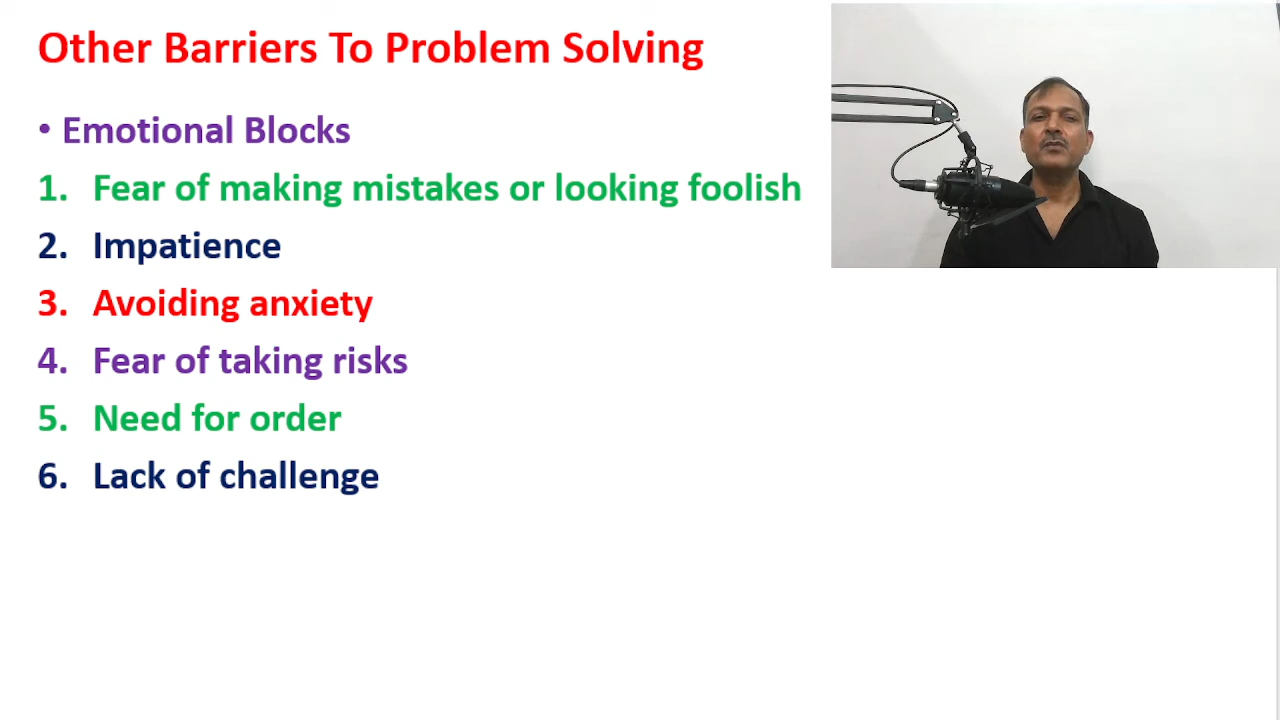 Other Barriers To Problem Solving
• Emotional Blocks
1. Fear of making mistakes or looking foolish
2. Impatience
3. Avoiding anxiety
4. Fear of taking risks
5. Need for order
6. Lack of challenge